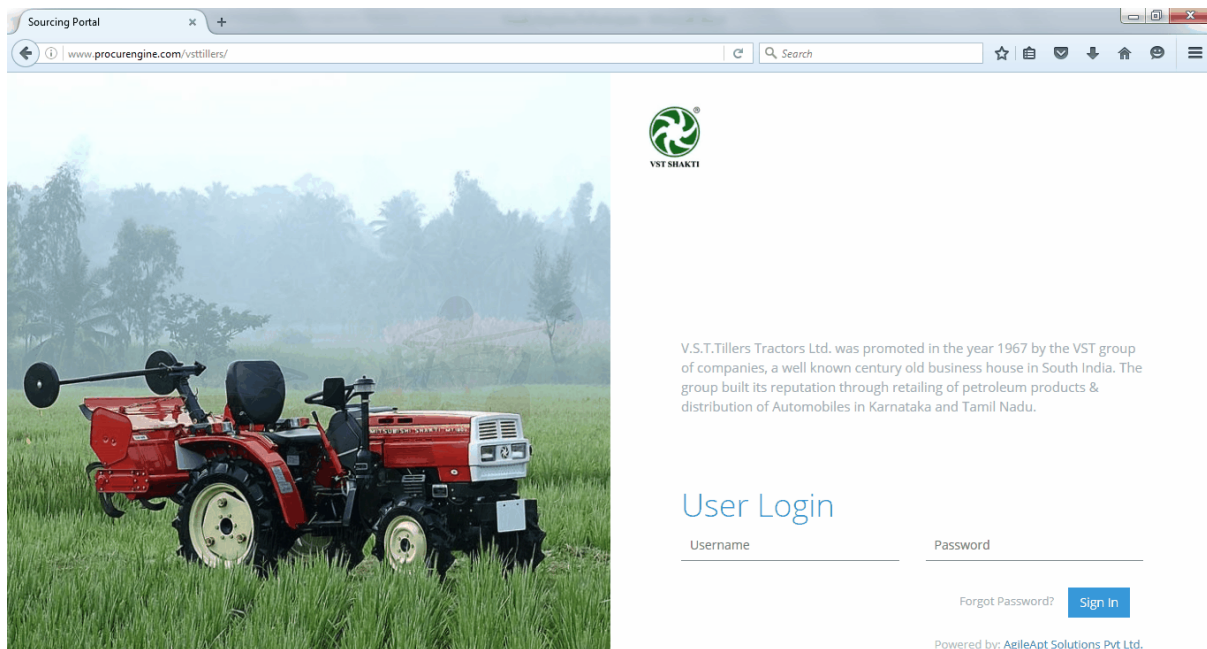 Sourcing Portal
www.procurengine.com/vsttillers/
Search
®
VST SHAKTI
V.S.T.Tillers Tractors Ltd. was promoted in the year 1967 by the VST group
of companies, a well known century old business house in South India. The
group built its reputation through retailing of petroleum products &
distribution of Automobiles in Karnataka and Tamil Nadu.
MITSUBISHI SHAKTI
User Login
Username
Password
Forgot Password?
Sign In
Powered by: AgileApt Solutions Pvt Ltd.